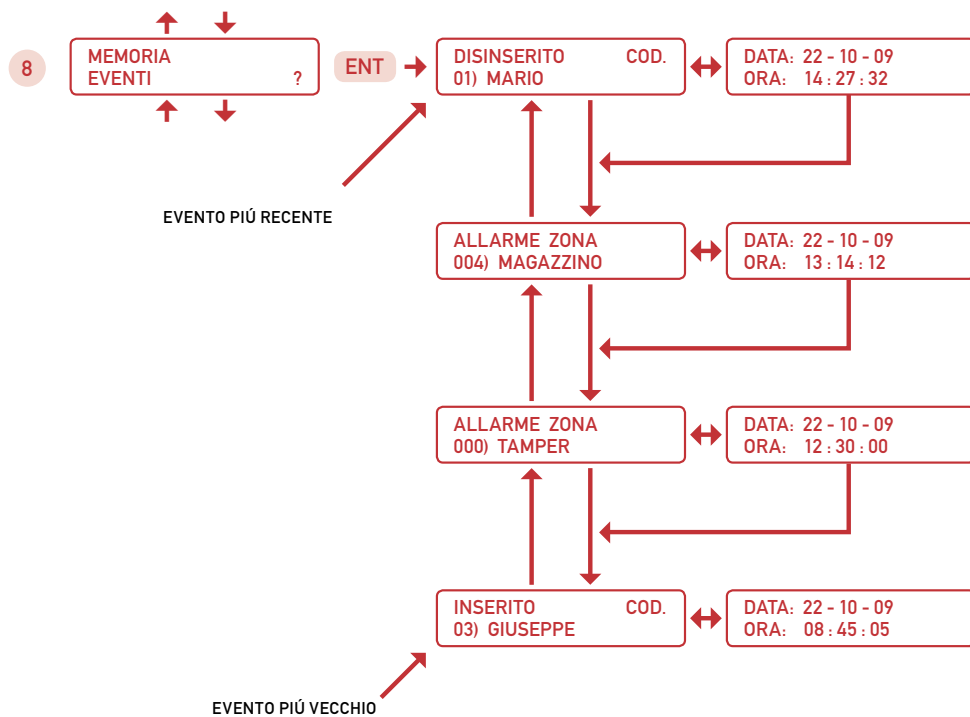 8
MEMORIA
EVENTI ?
ENT
DISINSERITO COD.
01) MARIO
DATA: 22 - 10 - 09
ORA: 14 : 27 : 32
EVENTO PIÚ RECENTE
ALLARME ZONA
004) MAGAZZINO
DATA: 22 - 10 - 09
ORA: 13 : 14 : 12
ALLARME ZONA
000) TAMPER
DATA: 22 - 10 - 09
ORA: 12 : 30 : 00
INSERITO COD.
03) GIUSEPPE
DATA: 22 - 10 - 09
ORA: 08 : 45 : 05
EVENTO PIÚ VECCHIO